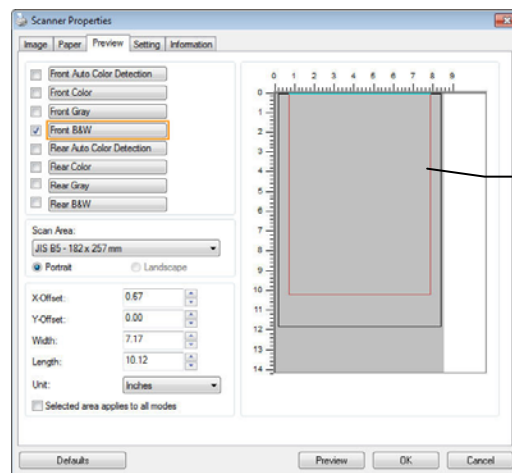 Scanner Properties
Image Paper Preview Setting Information
Front Auto Color Detection
Front Color
Front Gray
Front B&W
Rear Auto Color Detection
Rear Color
Rear Gray
Rear B&W
Scan Area:
JIS B5 - 182 x 257 mm
Portrait Landscape
X-Offset: 0.67
Y-Offset: 0.00
Width: 7.17
Length: 10.12
Unit: Inches
Selected area applies to all modes
0 1 2 3 4 5 6 7 8 9
0
1
2
3
4
5
6
7
8
9
10
11
12
13
14
Defaults Preview OK Cancel